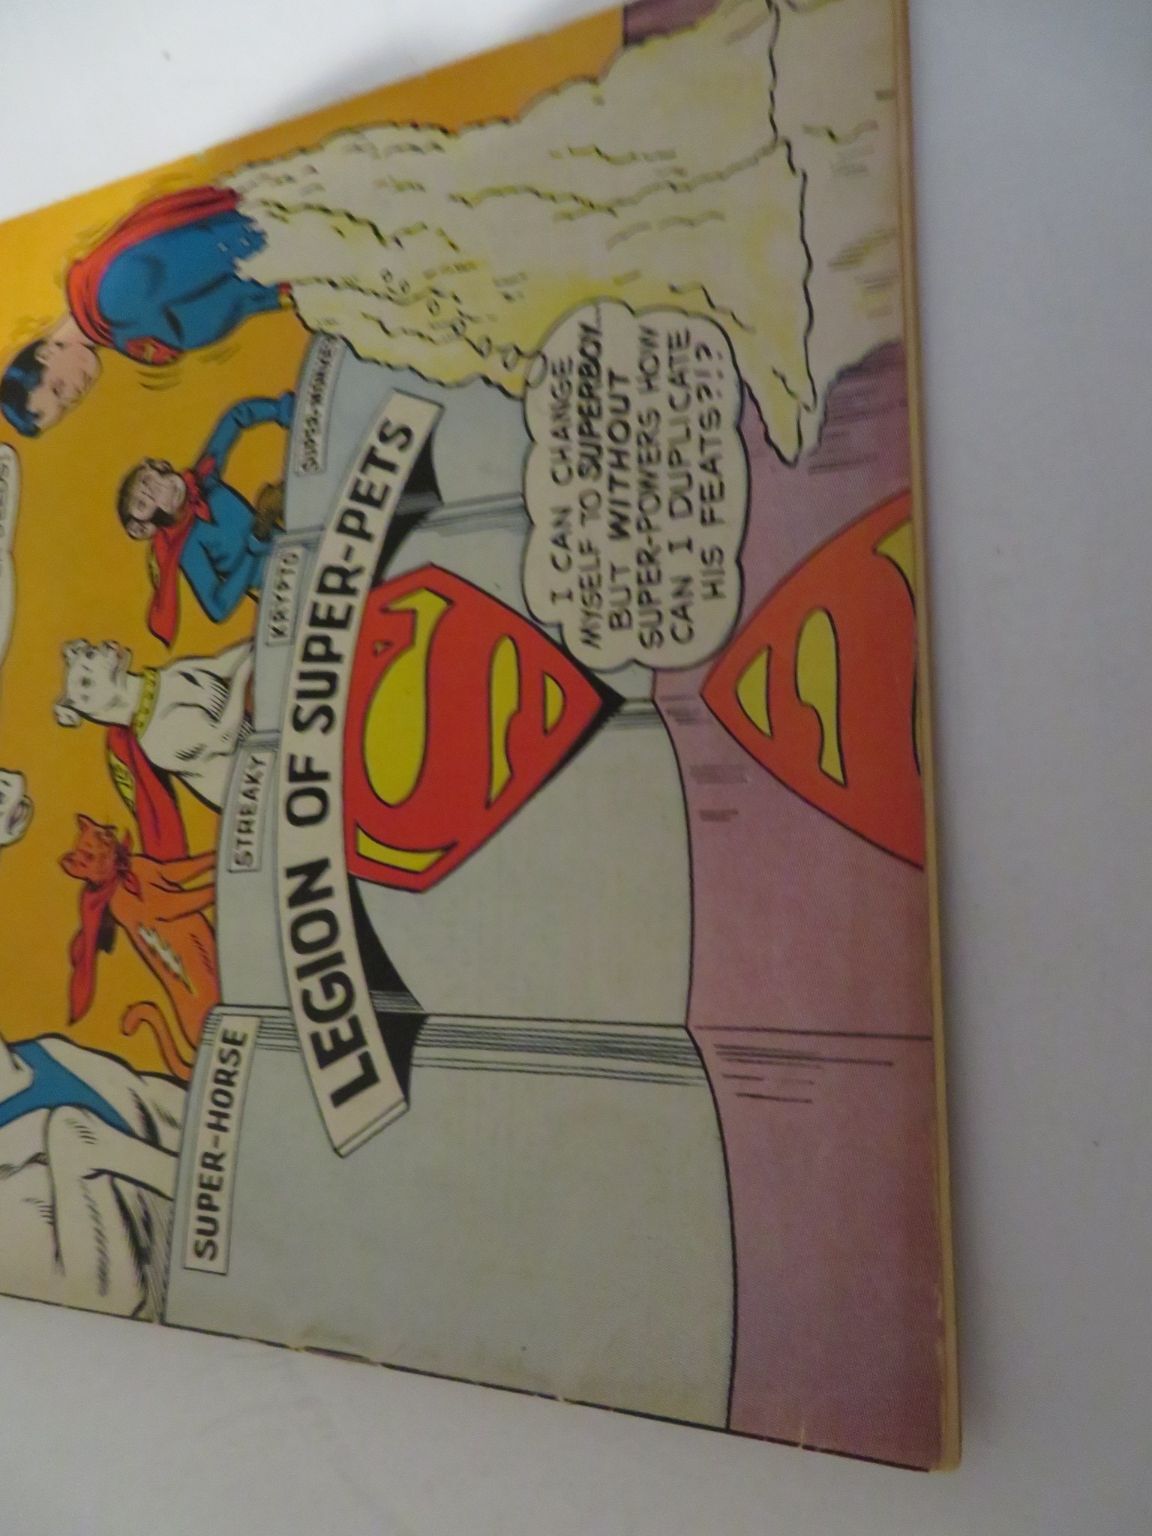 SUPER-HORSE
STREAKY
KRYPTO
SUPER-MONKEY
LEGION OF SUPER-PETS
S
I CAN CHANGE
MYSELF TO SUPERBOY...
BUT WITHOUT
SUPER-POWERS HOW
CAN I DUPLICATE
HIS FEATS?!?